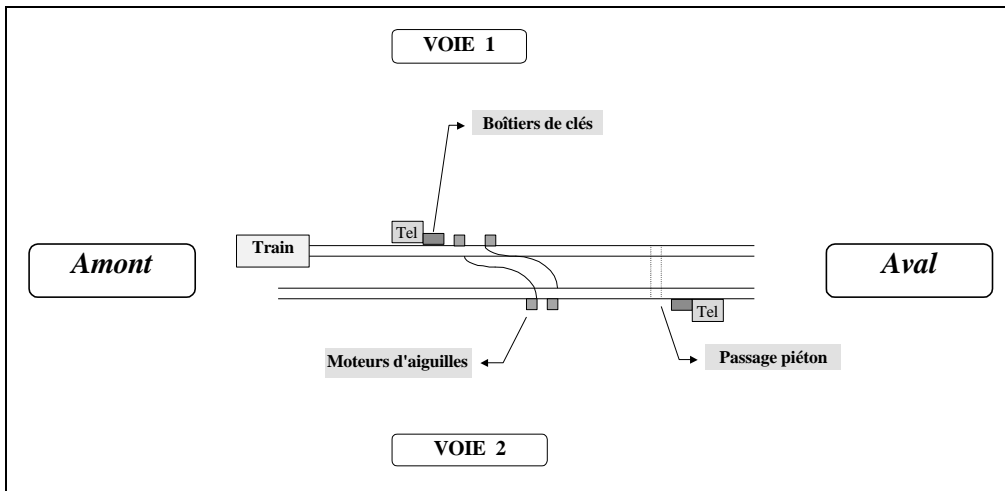 VOIE 1
Boîtiers de clés
Tel
Train
Amont
Aval
Tel
Moteurs d'aiguilles
Passage piéton
VOIE 2